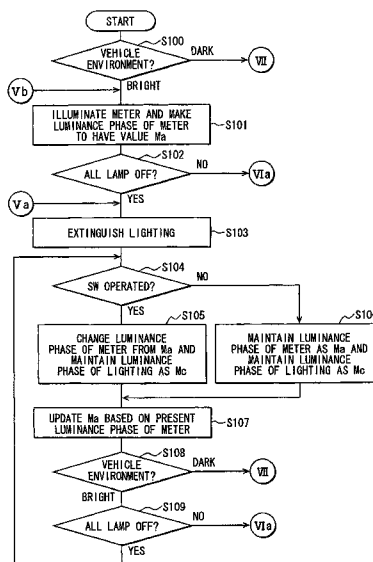 START
S100
VEHICLE
ENVIRONMENT?
DARK
VII
BRIGHT
Vb
ILLUMINATE METER AND MAKE
LUMINANCE PHASE OF METER
TO HAVE VALUE Ma
S101
S102
ALL LAMP OFF?
NO
VIa
YES
Va
EXTINGUISH LIGHTING
S103
S104
SW OPERATED?
NO
YES
S105
CHANGE LUMINANCE
PHASE OF METER FROM Ma AND
MAINTAIN LUMINANCE
PHASE OF LIGHTING AS Mc
MAINTAIN LUMINANCE
PHASE OF METER AS Ma AND
MAINTAIN LUMINANCE
PHASE OF LIGHTING AS Mc
UPDATE Ma BASED ON PRESENT
LUMINANCE PHASE OF METER
S107
S108
VEHICLE
ENVIRONMENT?
DARK
VII
BRIGHT
S109
ALL LAMP OFF?
NO
VIa
YES